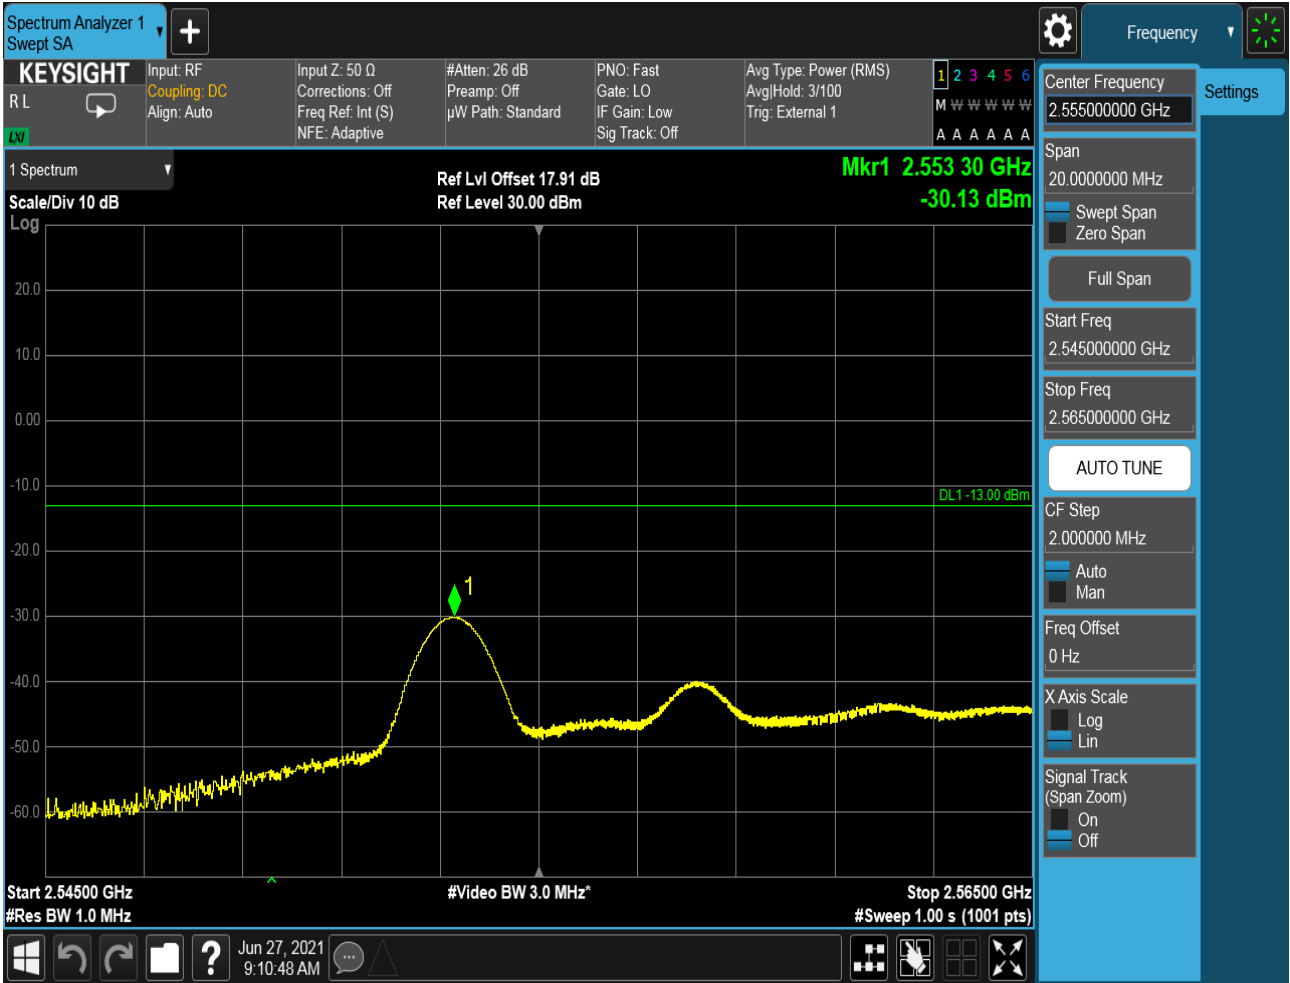 Spectrum Analyzer 1
Swept SA
Frequency
KEYSIGHT
R L
LXI
Input: RF
Coupling: DC
Align: Auto
Input Z: 50 Ω
Corrections: Off
Freq Ref: Int (S)
NFE: Adaptive
#Atten: 26 dB
Preamp: Off
µW Path: Standard
PNO: Fast
Gate: LO
IF Gain: Low
Sig Track: Off
Avg Type: Power (RMS)
Avg|Hold: 3/100
Trig: External 1
1 2 3 4 5 6
M W W W W W
A A A A A A
1 Spectrum
Scale/Div 10 dB
Log
Ref Lvl Offset 17.91 dB
Ref Level 30.00 dBm
Mkr1 2.553 30 GHz
-30.13 dBm
20.0
10.0
0.00
-10.0
DL1 -13.00 dBm
-20.0
1
-30.0
-40.0
-50.0
-60.0
Start 2.54500 GHz
#Video BW 3.0 MHz*
Stop 2.56500 GHz
#Res BW 1.0 MHz
#Sweep 1.00 s (1001 pts)
Jun 27, 2021
9:10:48 AM
Center Frequency
2.555000000 GHz
Span
20.0000000 MHz
Swept Span
Zero Span
Full Span
Start Freq
2.545000000 GHz
Stop Freq
2.565000000 GHz
AUTO TUNE
CF Step
2.000000 MHz
Auto
Man
Freq Offset
0 Hz
X Axis Scale
Log
Lin
Signal Track
(Span Zoom)
On
Off
Settings